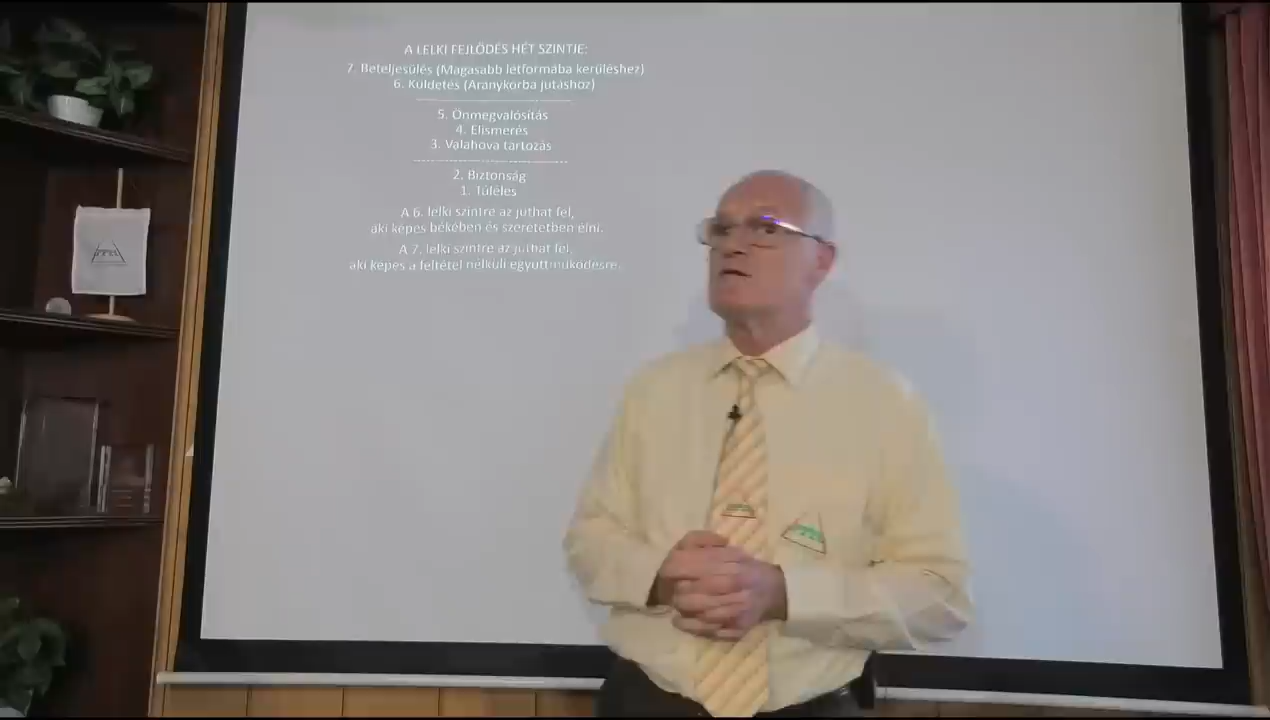 A LELKI FEJLŐDÉS HÉT SZINTJE:
7. Beteljesülés (Magasabb létformába kerüléshez)
6. Küldetés (Aranykorba jutáshoz)
5. Önmegvalósítás
4. Elismerés
3. Valahova tartozás
2. Biztonság
1. Túlélés
A 6. lelki szintre az juthat fel,
aki képes békében és szeretetben élni.
A 7. lelki szintre az juthat fel,
aki képes a feltétel nélküli együttműködésre.